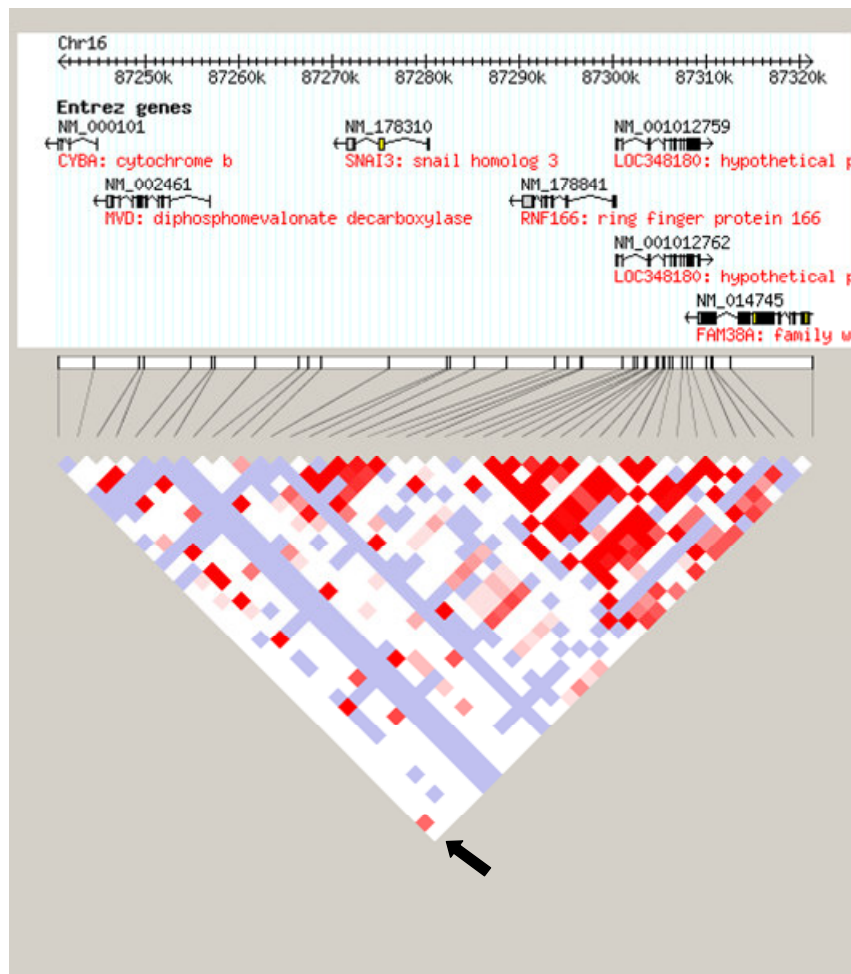 Chr16
87250k 87260k 87270k 87280k 87290k 87300k 87310k 87320k
Entrez genes
NM_000101 NM_178310 NM_001012759
CYBA: cytochrome b SNAI3: snail homolog 3 LOC348180: hypothetical p
NM_002461 NM_178841
MVD: diphosphomevalonate decarboxylase RNF166: ring finger protein 166
NM_001012762
LOC348180: hypothetical p
NM_014745
FAM38A: family w